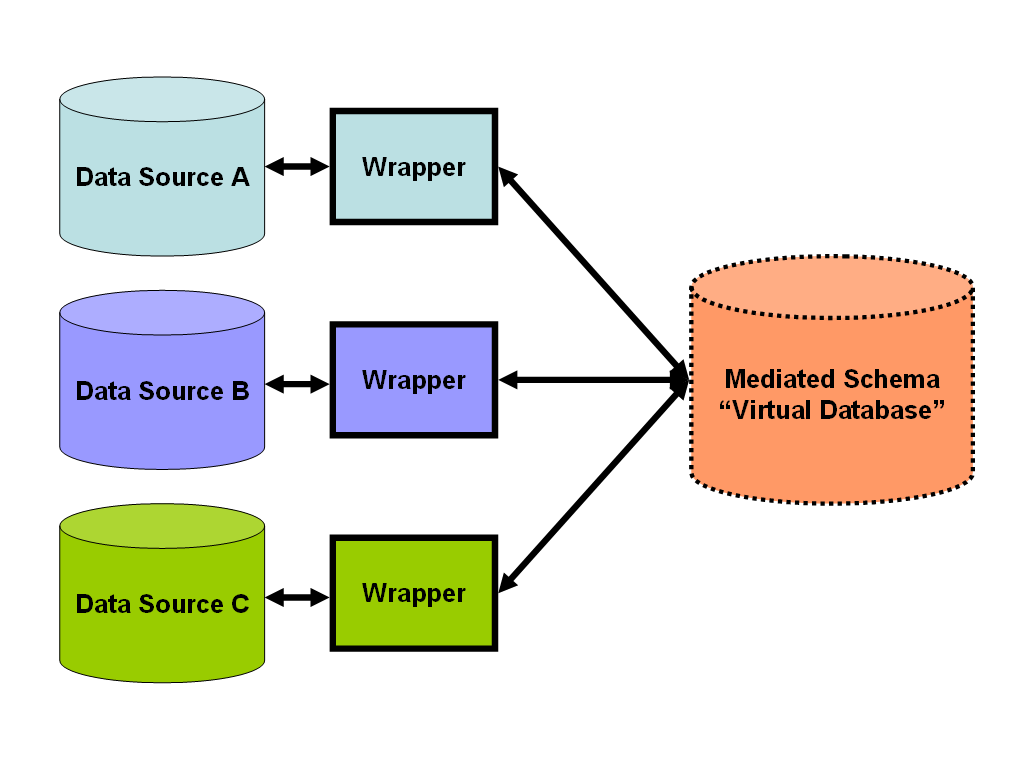 Data Source A
Wrapper
Data Source B
Wrapper
Mediated Schema
“Virtual Database”
Data Source C
Wrapper